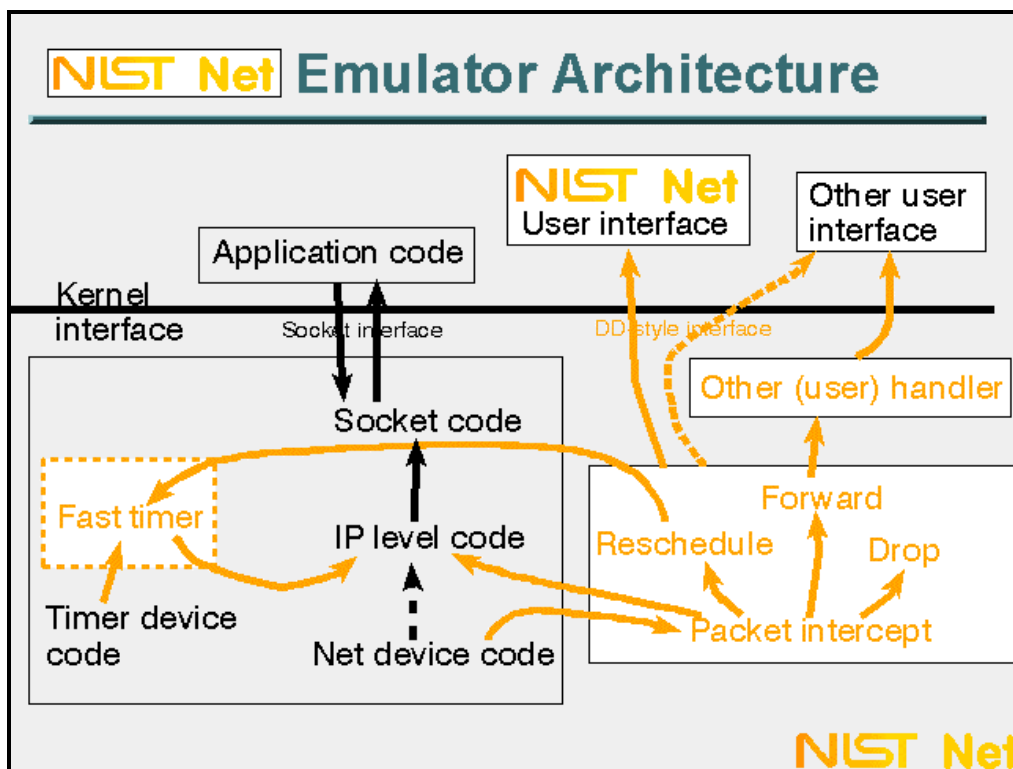 NIST Net Emulator Architecture
NIST Net
User interface
Other user
interface
Application code
Kernel
interface
Socket interface
DD-style interface
Other (user) handler
Socket code
Fast timer
IP level code
Forward
Reschedule
Drop
Timer device
code
Net device code
Packet intercept
NIST Net